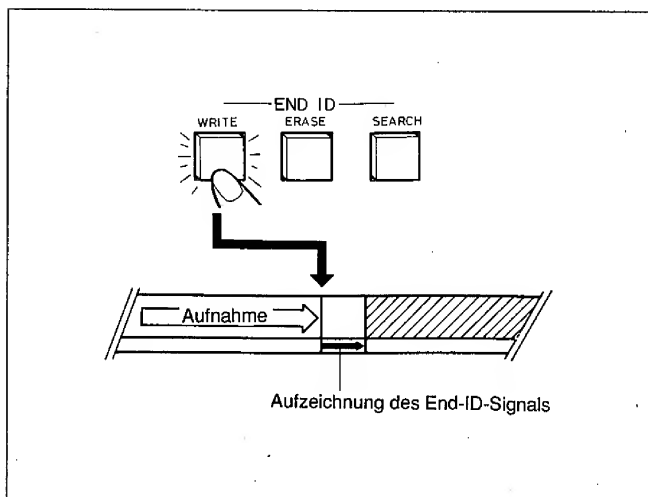 END ID
WRITE ERASE SEARCH
Aufnahme
Aufzeichnung des End-ID-Signals